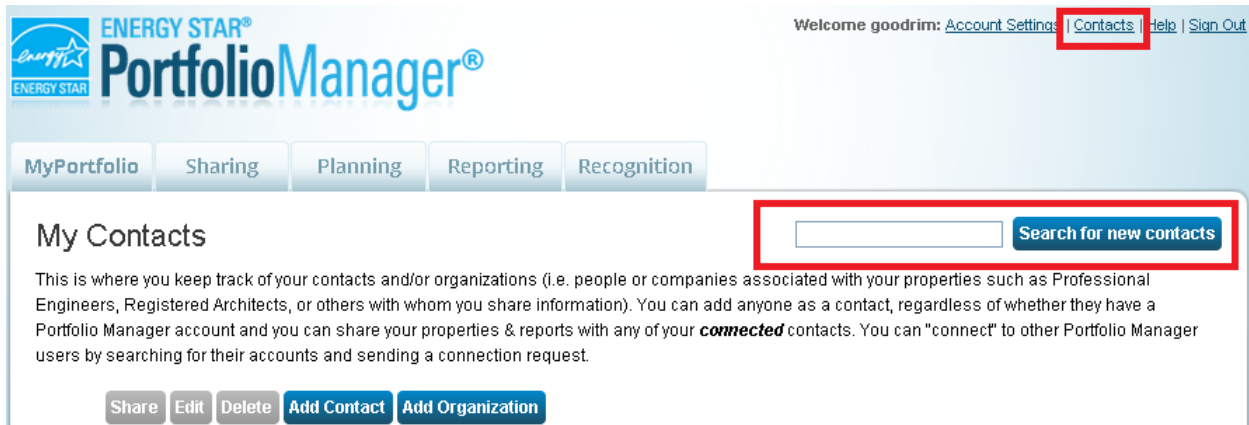 ENERGY STAR®
Welcome goodrim: Account Settings | Contacts | Help | Sign Out
energy
ENERGY STAR
PortfolioManager®
MyPortfolio Sharing Planning Reporting Recognition
My Contacts
Search for new contacts
This is where you keep track of your contacts and/or organizations (i.e. people or companies associated with your properties such as Professional
Engineers, Registered Architects, or others with whom you share information). You can add anyone as a contact, regardless of whether they have a
Portfolio Manager account and you can share your properties & reports with any of your connected contacts. You can "connect" to other Portfolio Manager
users by searching for their accounts and sending a connection request.
Share Edit Delete Add Contact Add Organization